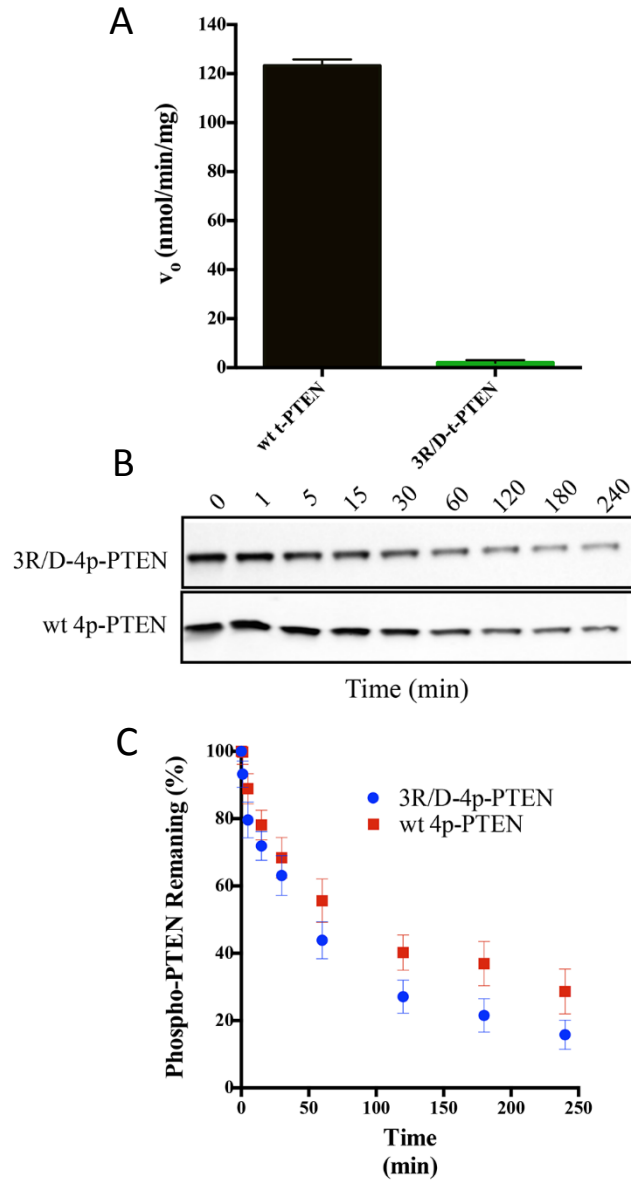 A
140
120
100
80
60
40
20
0
vo (nmol/min/mg)
wt t-PTEN
3R/D-t-PTEN
B
0 1 5 15 30 60 120 180 240
3R/D-4p-PTEN
wt 4p-PTEN
Time (min)
C
100
80
60
40
20
0
Phospho-PTEN Remaning (%)
3R/D-4p-PTEN
wt 4p-PTEN
0 50 100 150 200 250
Time
(min)